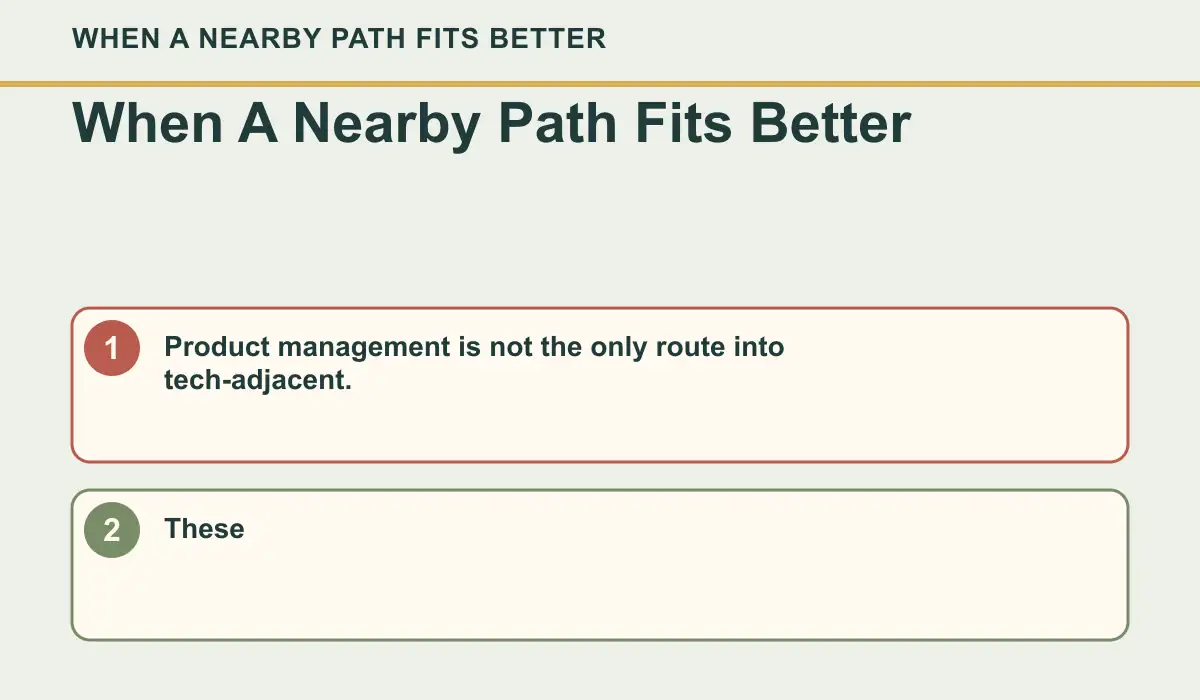 WHEN A NEARBY PATH FITS BETTER
When A Nearby Path Fits Better
1
Product management is not the only route into
tech-adjacent.
2
These